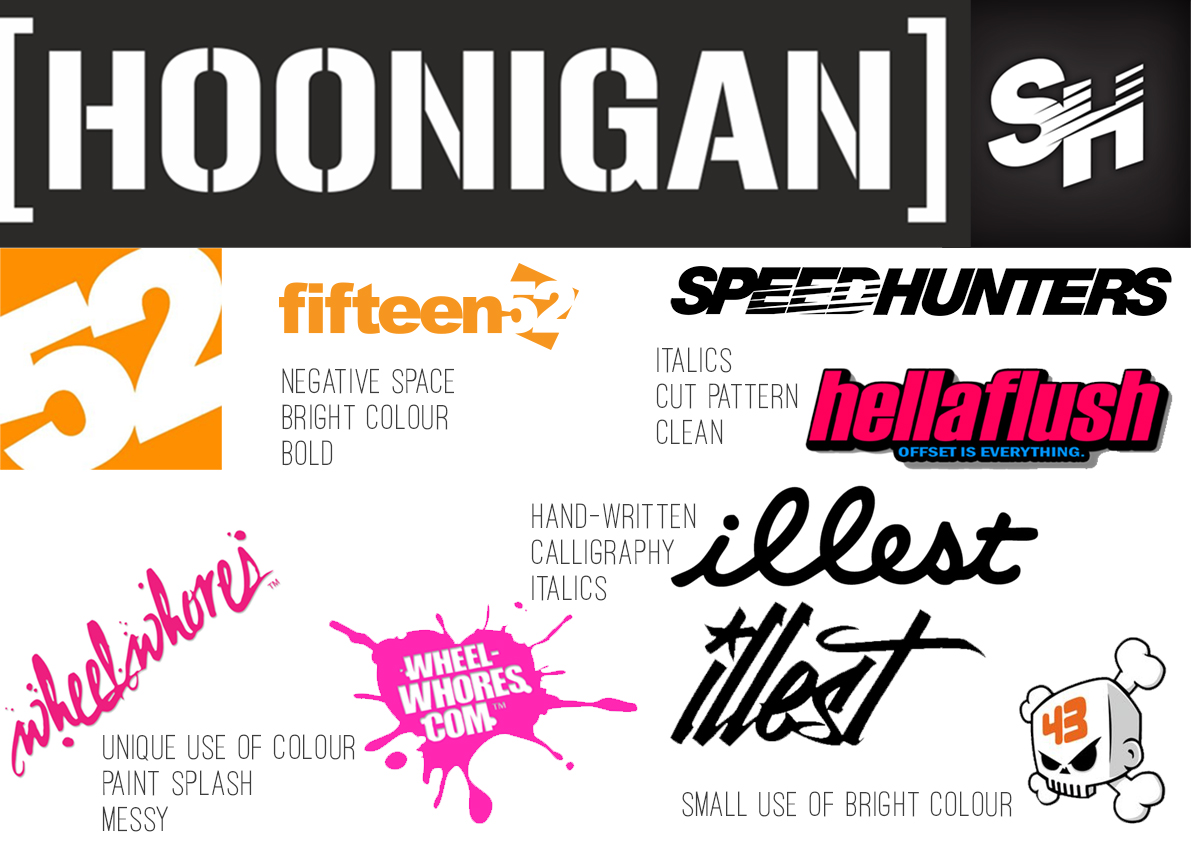 [HOONIGAN]
SH
52
fifteen52
SPEEDHUNTERS
NEGATIVE SPACE
BRIGHT COLOUR
BOLD
ITALICS
CUT PATTERN
CLEAN
hellaflush
OFFSET IS EVERYTHING.
HAND-WRITTEN
CALLIGRAPHY
ITALICS
illest
illest
wheelwhores™
WHEEL-
WHORES
COM™
UNIQUE USE OF COLOUR
PAINT SPLASH
MESSY
43
SMALL USE OF BRIGHT COLOUR